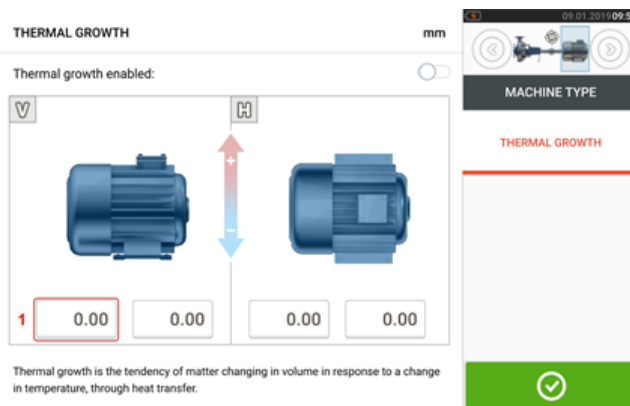 THERMAL GROWTH mm
Thermal growth enabled:
V H
+
-
1 0.00 0.00 0.00 0.00
Thermal growth is the tendency of matter changing in volume in response to a change
in temperature, through heat transfer.
09.01.2019 09:5
MACHINE TYPE
THERMAL GROWTH